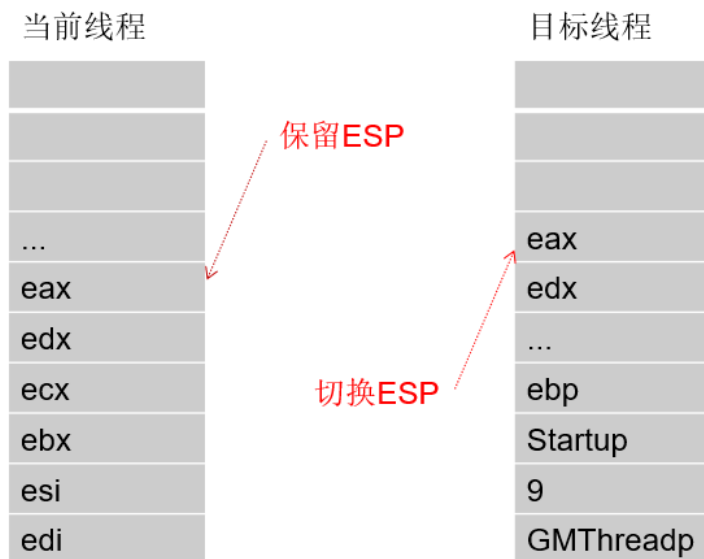 当前线程
目标线程
保留ESP
切换ESP
...
eax
edx
ecx
ebx
esi
edi
eax
edx
...
ebp
Startup
9
GMThreadp